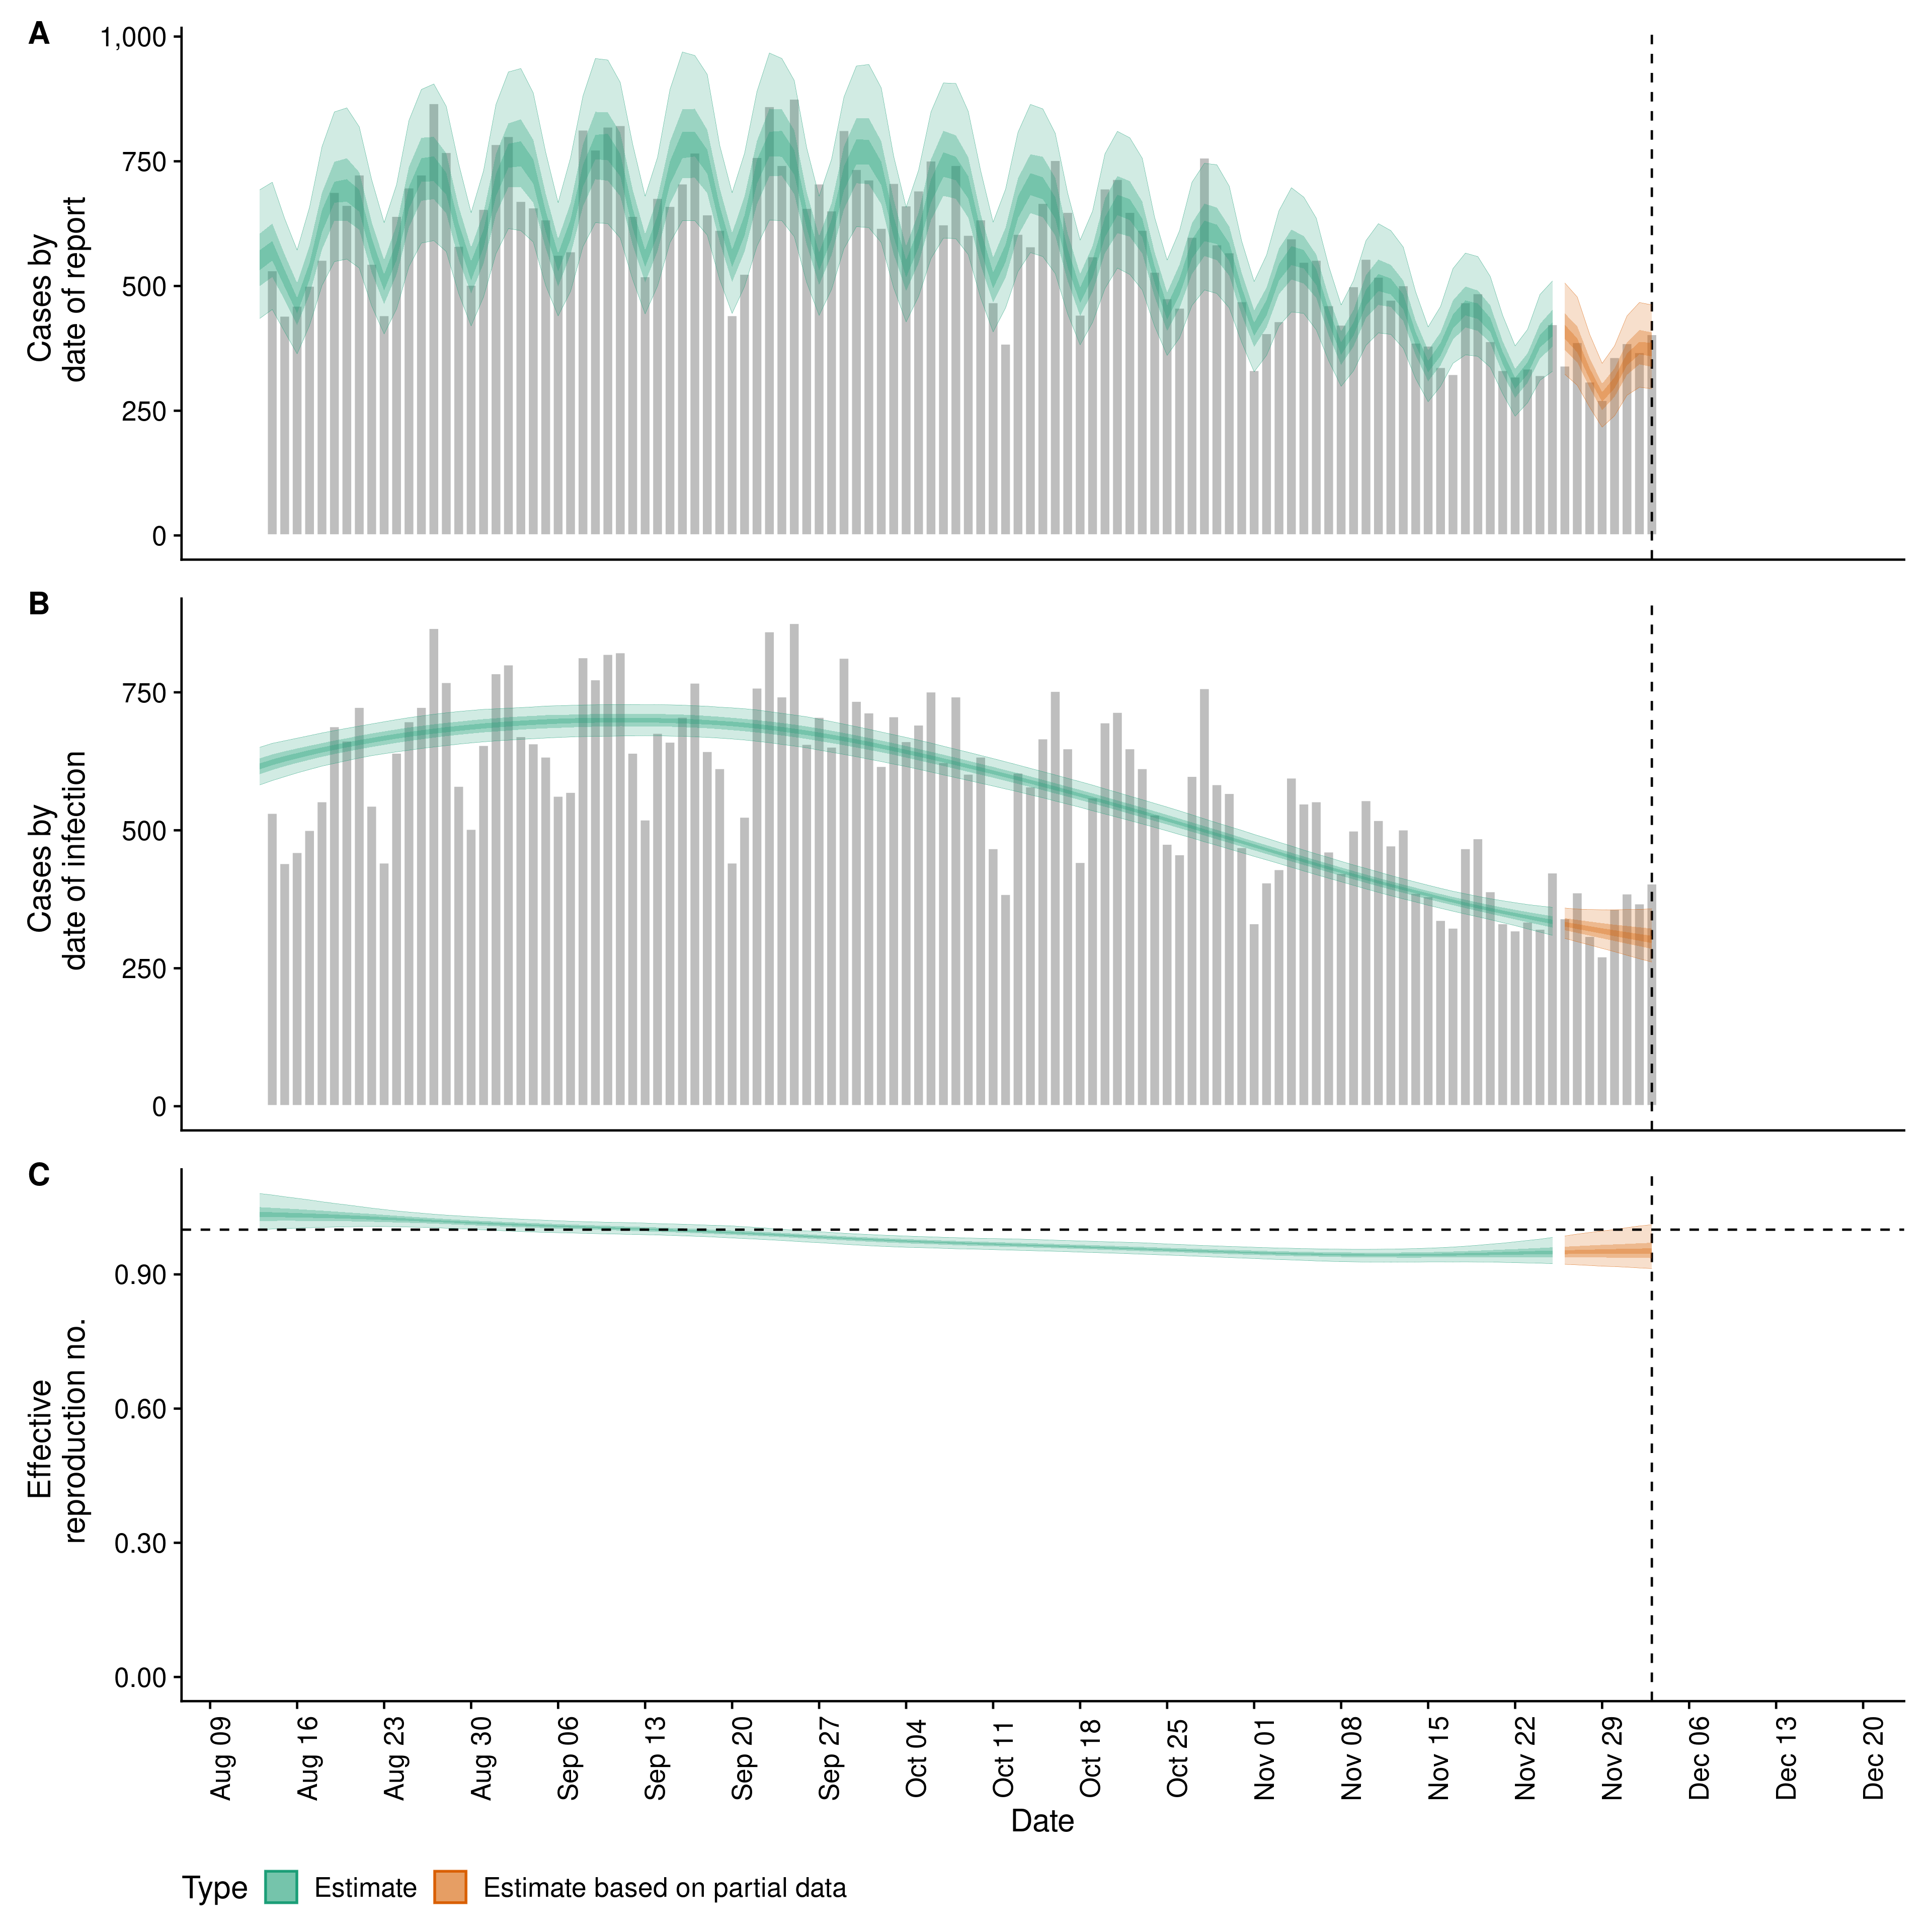 A
Cases by
date of report
1,000
750
500
250
0
B
Cases by
date of infection
750
500
250
0
C
Effective
reproduction no.
0.90
0.60
0.30
0.00
Aug 09
Aug 16
Aug 23
Aug 30
Sep 06
Sep 13
Sep 20
Sep 27
Oct 04
Oct 11
Oct 18
Oct 25
Nov 01
Nov 08
Nov 15
Nov 22
Nov 29
Dec 06
Dec 13
Dec 20
Date
Type Estimate Estimate based on partial data